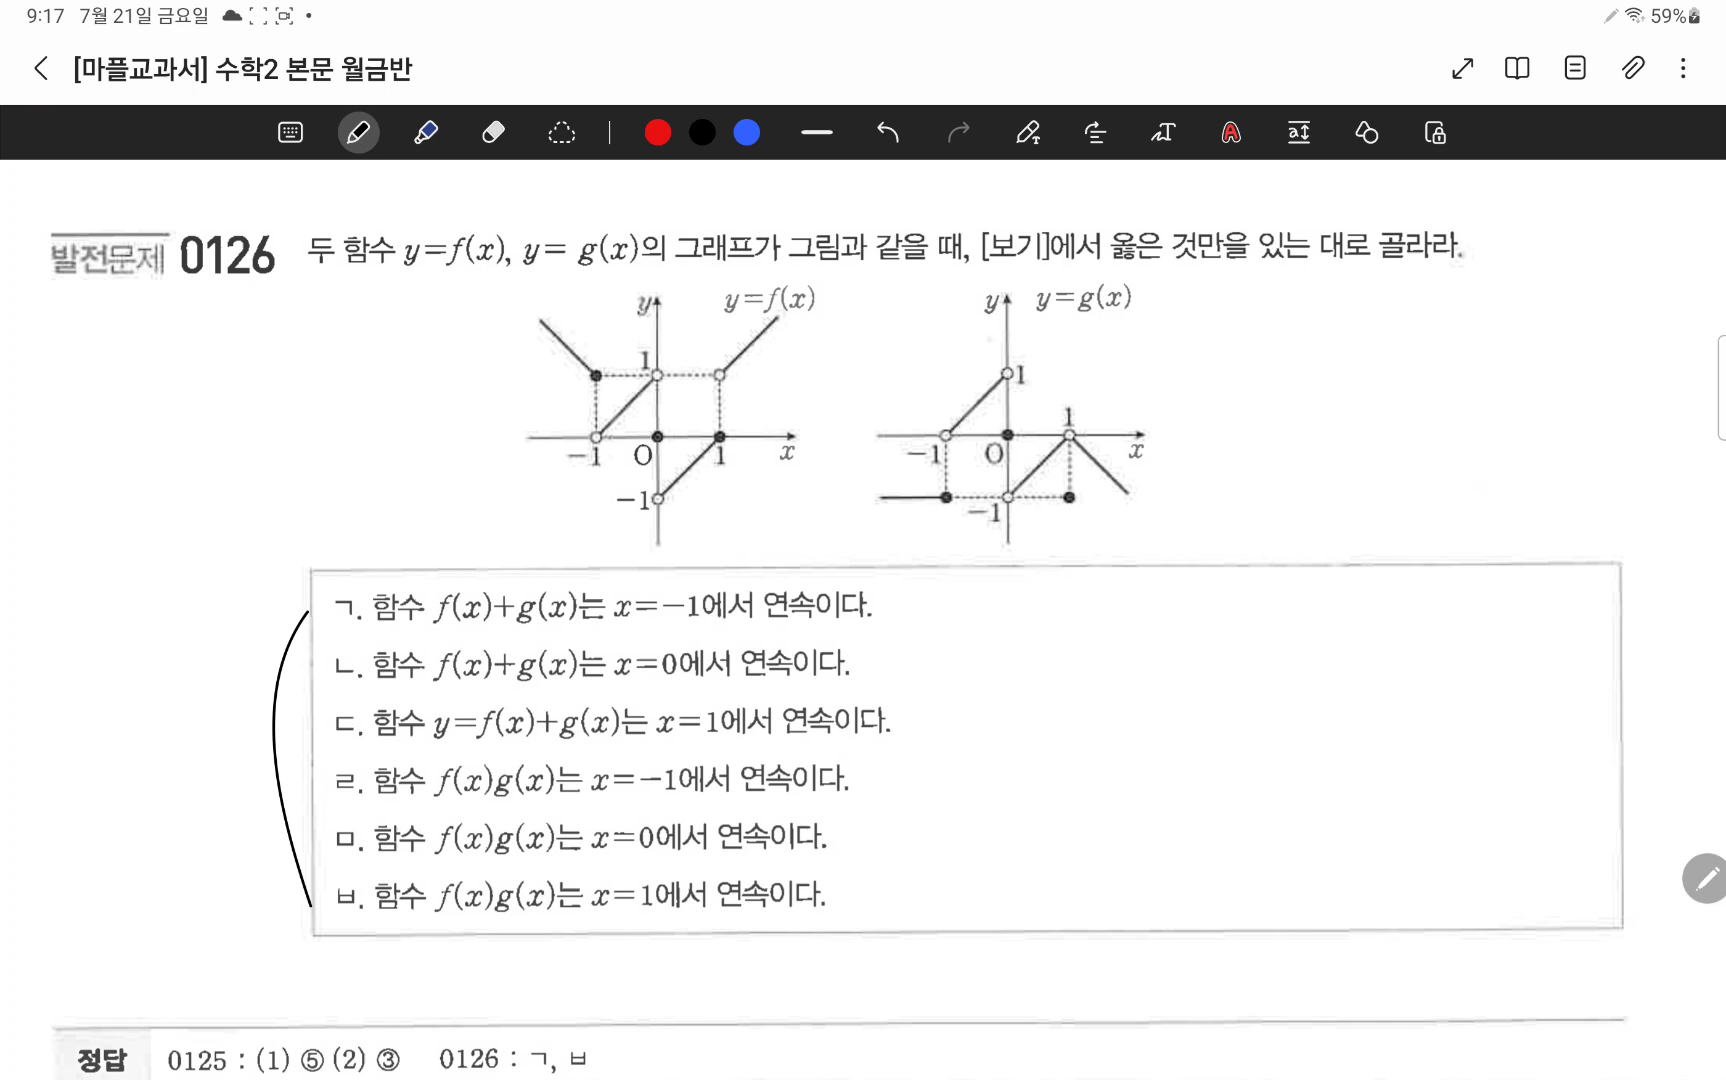 9:17 7월 21일 금요일
59%
[마플교과서] 수학2 본문 월금반
발전문제 0126 두 함수 y=f(x), y= g(x)의 그래프가 그림과 같을 때, [보기]에서 옳은 것만을 있는 대로 골라라.
y y=f(x)
1
-1 O 1 x
-1
y y=g(x)
1
1
-1 O x
-1
ㄱ. 함수 f(x)+g(x)는 x=-1에서 연속이다.
ㄴ. 함수 f(x)+g(x)는 x=0에서 연속이다.
ㄷ. 함수 y=f(x)+g(x)는 x=1에서 연속이다.
ㄹ. 함수 f(x)g(x)는 x=-1에서 연속이다.
ㅁ. 함수 f(x)g(x)는 x=0에서 연속이다.
ㅂ. 함수 f(x)g(x)는 x=1에서 연속이다.
정답 0125 : (1) ⑤ (2) ③ 0126 : ㄱ, ㅂ